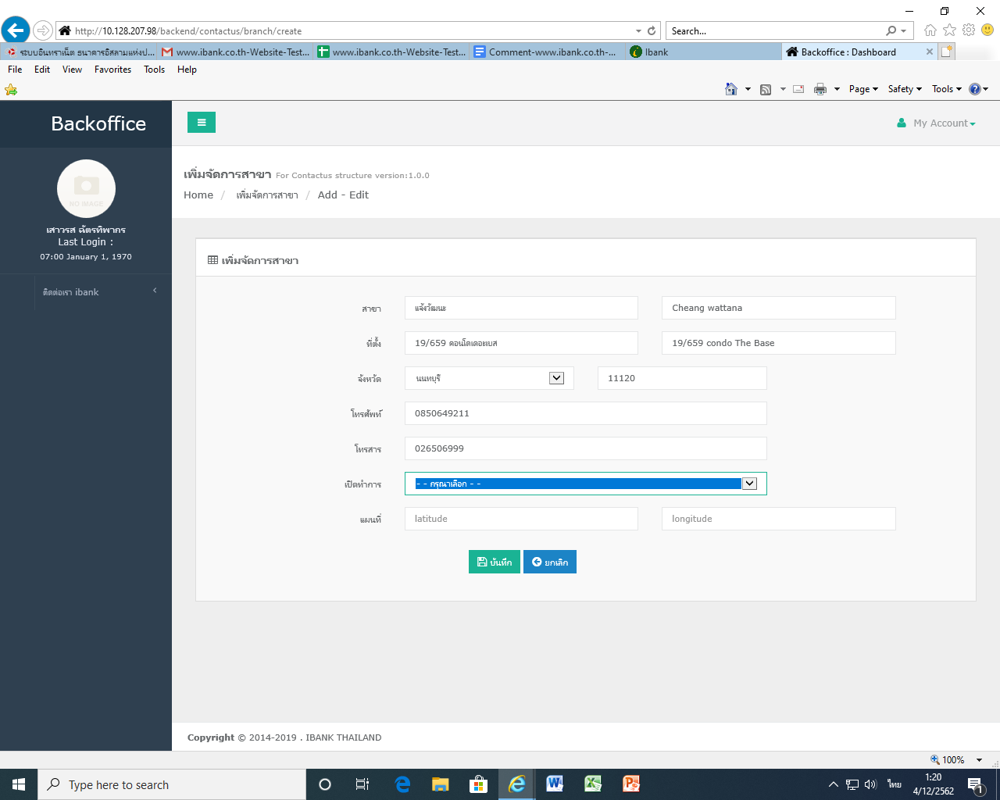 http://10.128.207.98/backend/contactus/branch/create
Search...
ระบบอินทราเน็ต ธนาคารอิสลามแห่งป...
www.ibank.co.th-Website-Test...
www.ibank.co.th-Website-Test...
Comment-www.ibank.co.th-...
Ibank
Backoffice : Dashboard
File Edit View Favorites Tools Help
Page Safety Tools
Backoffice
My Account
NO IMAGE
เสาวรส ฉัตรทิพากร
Last Login :
07:00 January 1, 1970
ติดต่อเรา ibank
เพิ่มจัดการสาขา For Contactus structure version:1.0.0
Home / เพิ่มจัดการสาขา / Add - Edit
เพิ่มจัดการสาขา
สาขา แจ้งวัฒนะ Cheang wattana
ที่ตั้ง 19/659 คอนโดเดอะเบส 19/659 condo The Base
จังหวัด นนทบุรี 11120
โทรศัพท์ 0850649211
โทรสาร 026506999
เปิดทำการ - - กรุณาเลือก - -
แผนที่ latitude longitude
บันทึก ยกเลิก
Copyright © 2014-2019 . IBANK THAILAND
100%
Type here to search
ไทย
1:20
4/12/2562
1